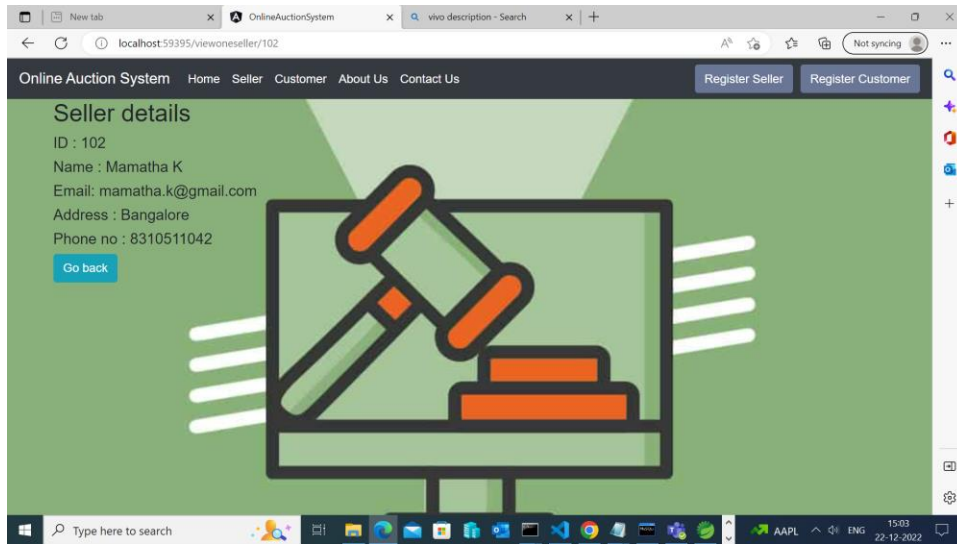 New tab
OnlineAuctionSystem
vivo description - Search
localhost:59395/viewoneseller/102
Not syncing
Online Auction System Home Seller Customer About Us Contact Us Register Seller Register Customer
Seller details
ID : 102
Name : Mamatha K
Email: mamatha.k@gmail.com
Address : Bangalore
Phone no : 8310511042
Go back
Type here to search
AAPL
ENG
15:03
22-12-2022